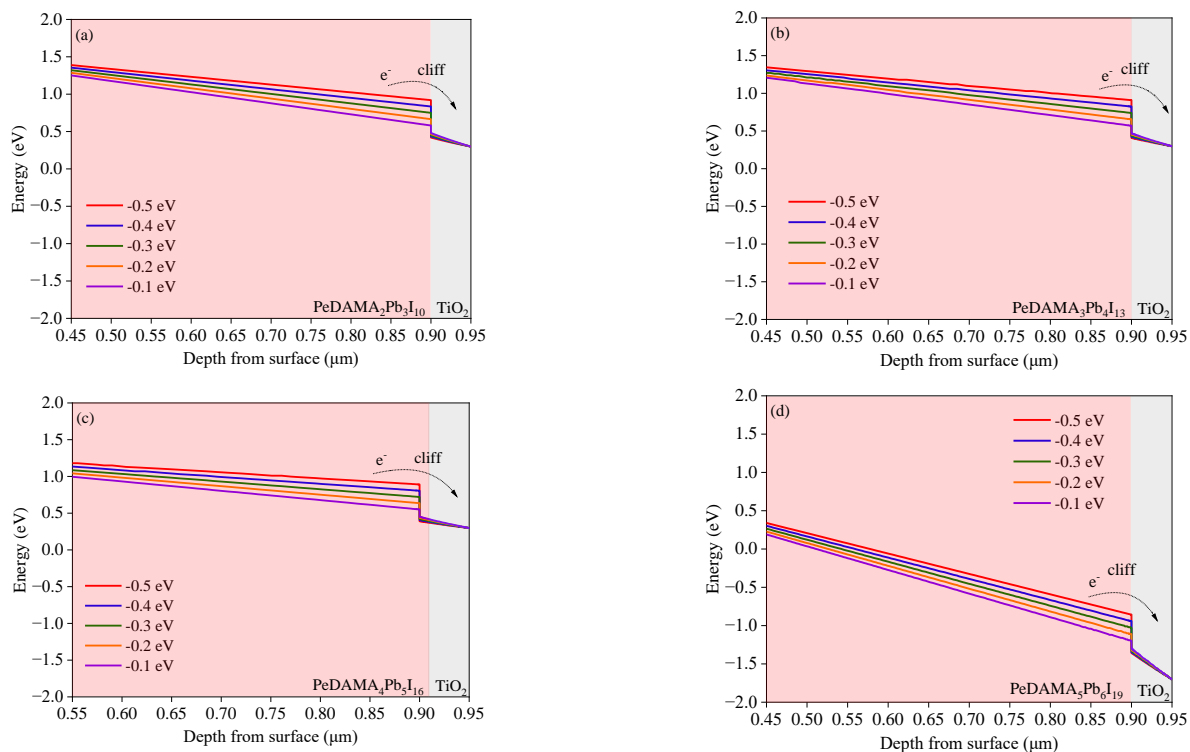 (a)
e⁻ cliff
2.0
1.5
1.0
0.5
0.0
−0.5
−1.0
−1.5
−2.0
Energy (eV)
-0.5 eV
-0.4 eV
-0.3 eV
-0.2 eV
-0.1 eV
PeDAMA₂Pb₃I₁₀ TiO₂
0.45 0.50 0.55 0.60 0.65 0.70 0.75 0.80 0.85 0.90 0.95
Depth from surface (μm)
(b)
e⁻ cliff
2.0
1.5
1.0
0.5
0.0
−0.5
−1.0
−1.5
−2.0
Energy (eV)
-0.5 eV
-0.4 eV
-0.3 eV
-0.2 eV
-0.1 eV
PeDAMA₃Pb₄I₁₃ TiO₂
0.45 0.50 0.55 0.60 0.65 0.70 0.75 0.80 0.85 0.90 0.95
Depth from surface (μm)
(c)
e⁻ cliff
2.0
1.5
1.0
0.5
0.0
−0.5
−1.0
−1.5
−2.0
Energy (eV)
-0.5 eV
-0.4 eV
-0.3 eV
-0.2 eV
-0.1 eV
PeDAMA₄Pb₅I₁₆ TiO₂
0.55 0.60 0.65 0.70 0.75 0.80 0.85 0.90 0.95
Depth from surface (μm)
(d)
-0.5 eV
-0.4 eV
-0.3 eV
-0.2 eV
-0.1 eV
2.0
1.5
1.0
0.5
0.0
−0.5
−1.0
−1.5
−2.0
Energy (eV)
e⁻ cliff
PeDAMA₅Pb₆I₁₉ TiO₂
0.45 0.50 0.55 0.60 0.65 0.70 0.75 0.80 0.85 0.90 0.95
Depth from surface (μm)